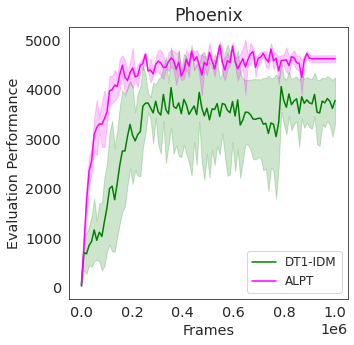 Phoenix
Evaluation Performance
5000
4000
3000
2000
1000
0
0.0 0.2 0.4 0.6 0.8 1.0
1e6
Frames
DT1-IDM
ALPT